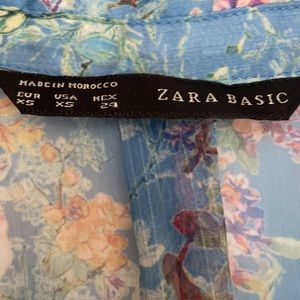 MADE IN MOROCCO
EUR USA MEX
XS XS 24
ZARA BASIC